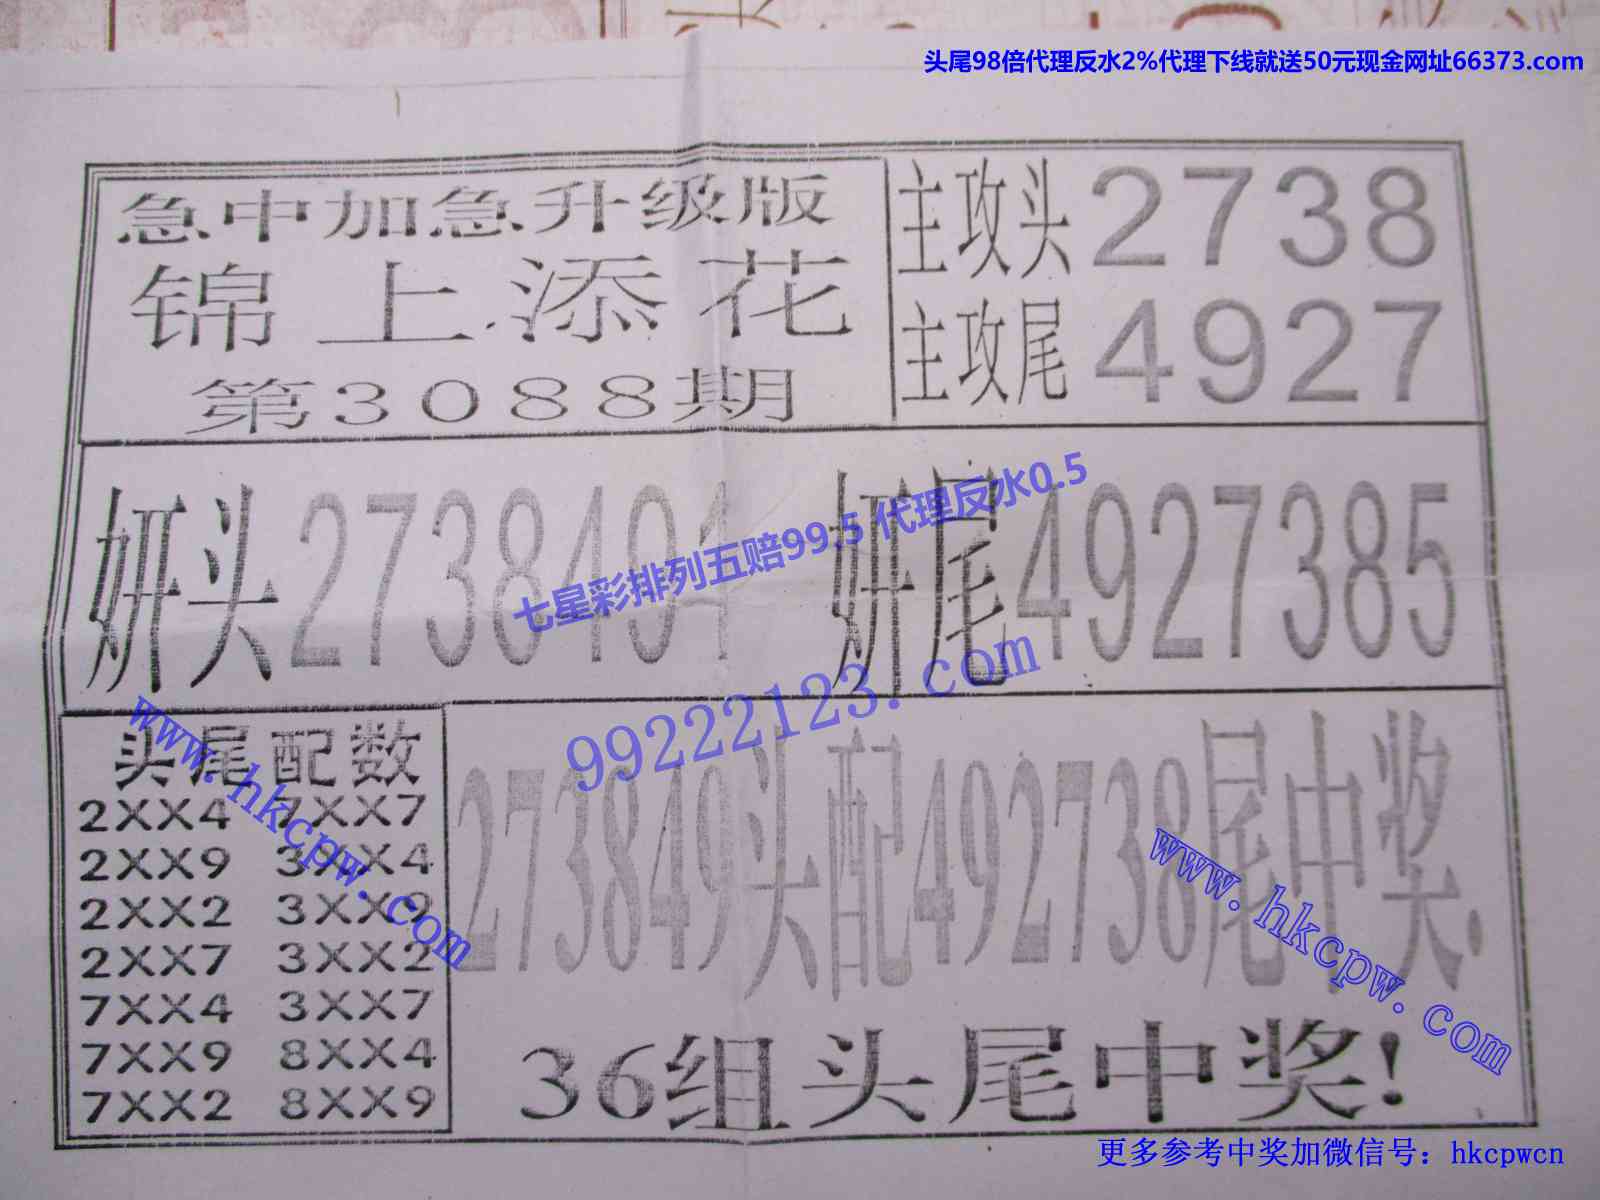 头尾98倍代理反水2%代理下线就送50元现金网址66373.com
急中加急升级版
锦上添花
第3088期
主攻头2738
主攻尾4927
妍头2738491
妍尾4927385
七星彩排列五赔99.5 代理反水0.5
99222123.com
头尾配数
2XX4 7XX7
2XX9 3XX4
2XX2 3XX9
2XX7 3XX2
7XX4 3XX7
7XX9 8XX4
7XX2 8XX9
273849头配492738尾中奖.
36组头尾中奖!
www.hkcpw.com
www.hkcpw.com
更多参考中奖加微信号：hkcpwcn